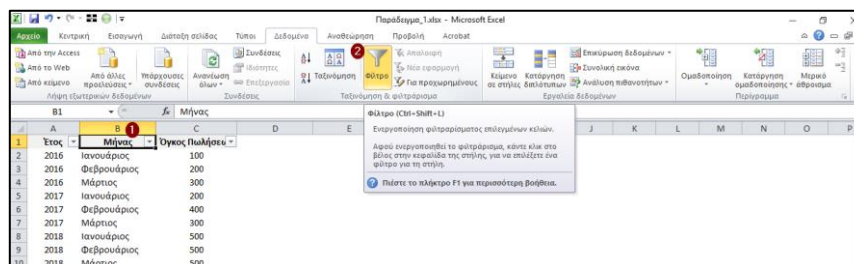 Παράδειγμα_1.xlsx - Microsoft Excel
Αρχείο Κεντρική Εισαγωγή Διάταξη σελίδας Τύποι Δεδομένα Αναθεώρηση Προβολή Acrobat
2
Από την Access
Από το Web
Από κείμενο
Από άλλες προελεύσεις
Υπάρχουσες συνδέσεις
Λήψη εξωτερικών δεδομένων
Ανανέωση όλων
Συνδέσεις
Ιδιότητες
Επεξεργασία
Συνδέσεις
Ταξινόμηση
Φίλτρο
Απαλοιφή
Νέα εφαρμογή
Για προχωρημένους
Ταξινόμηση & φιλτράρισμα
Κείμενο σε στήλες
Κατάργηση διπλότυπων
Επικύρωση δεδομένων
Συνολική εικόνα
Ανάλυση πιθανοτήτων
Εργαλεία δεδομένων
Ομαδοποίηση
Κατάργηση ομαδοποίησης
Μερικό άθροισμα
Περίγραμμα
B1 fx Μήνας
Φίλτρο (Ctrl+Shift+L)
Ενεργοποίηση φιλτραρίσματος επιλεγμένων κελιών.
Αφού ενεργοποιηθεί το φιλτράρισμα, κάντε κλικ στο
βέλος στην κεφαλίδα της στήλης, για να επιλέξετε ένα
φίλτρο για τη στήλη.
Πιέστε το πλήκτρο F1 για περισσότερη βοήθεια.
A B 1 C D E J K L M N O P
1 Έτος Μήνας Όγκος Πωλήσεω
2 2016 Ιανουάριος 100
3 2016 Φεβρουάριος 200
4 2016 Μάρτιος 300
5 2017 Ιανουάριος 200
6 2017 Φεβρουάριος 400
7 2017 Μάρτιος 300
8 2018 Ιανουάριος 500
9 2018 Φεβρουάριος 500
10 2018 Μάρτιος 500